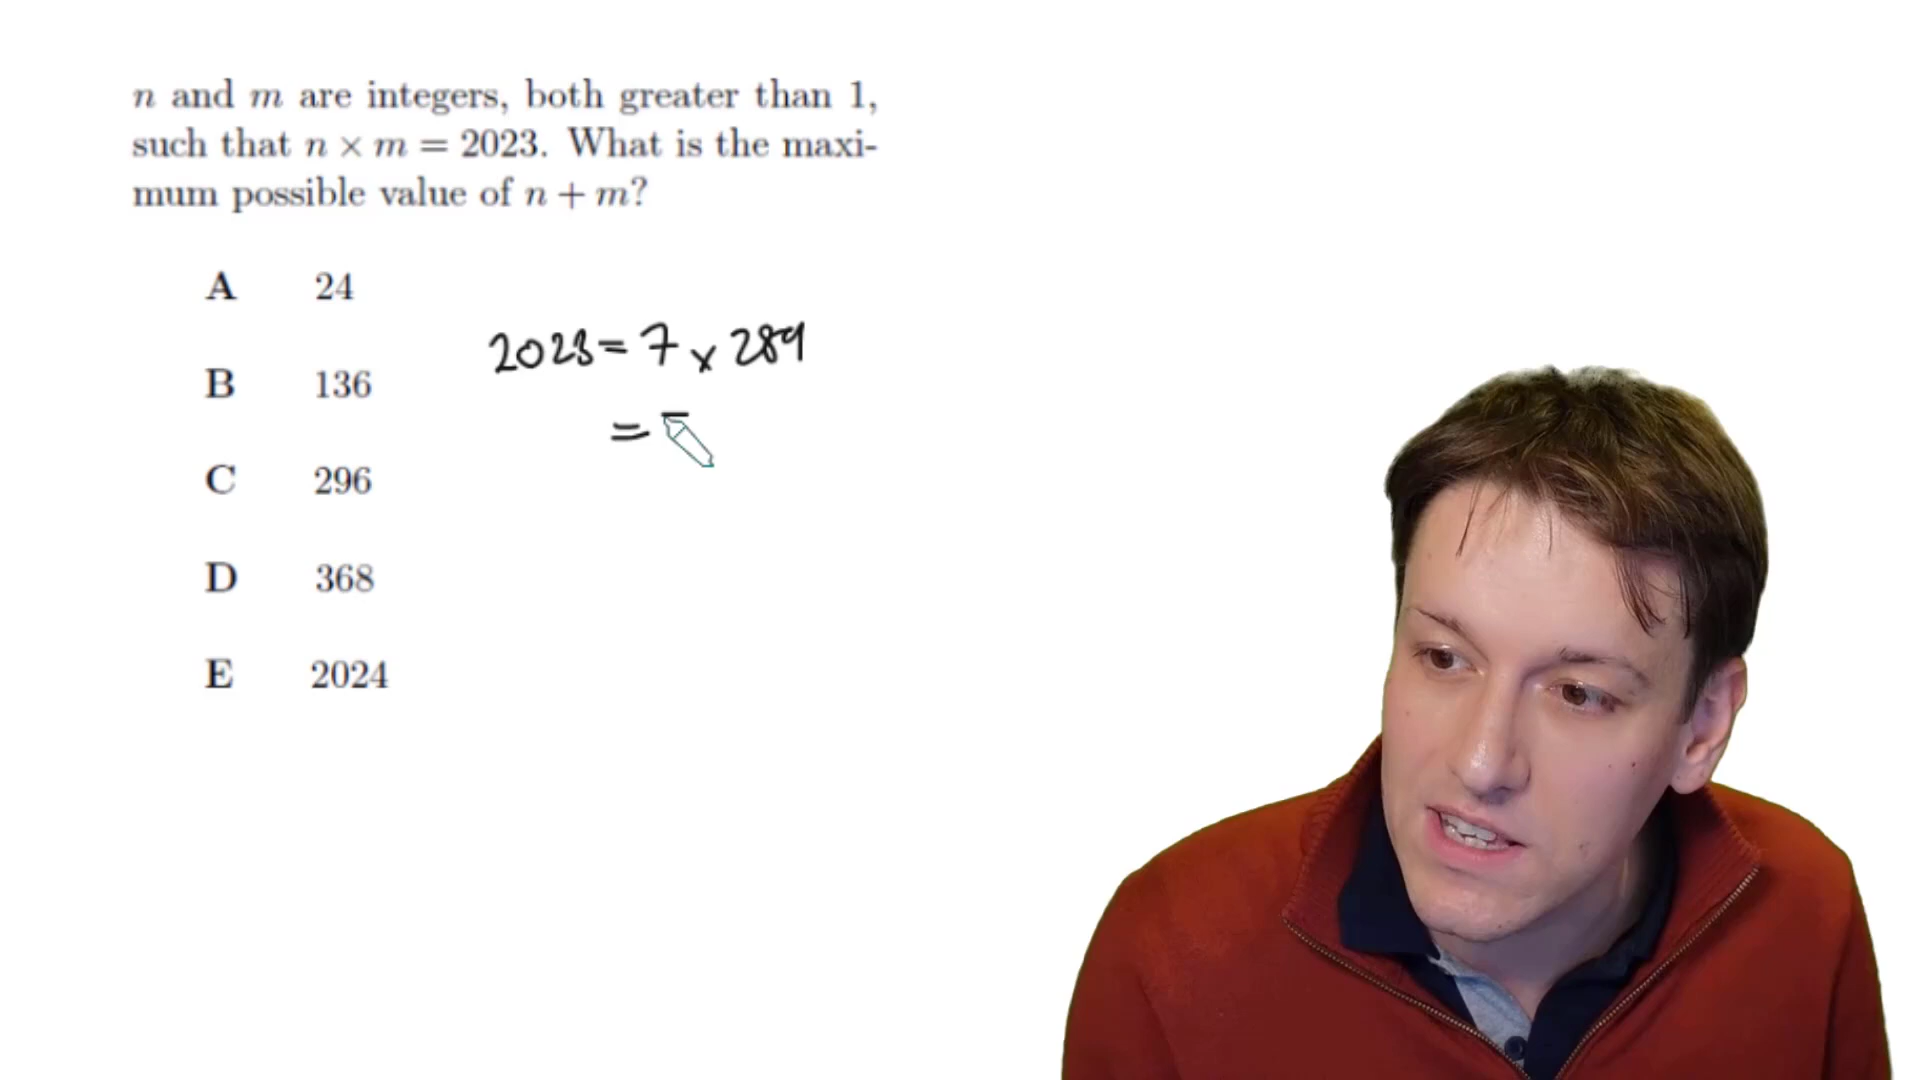 n and m are integers, both greater than 1,
such that n × m = 2023. What is the maxi-
mum possible value of n + m?
A 24
B 136
C 296
D 368
E 2024
2023 = 7 × 289
=